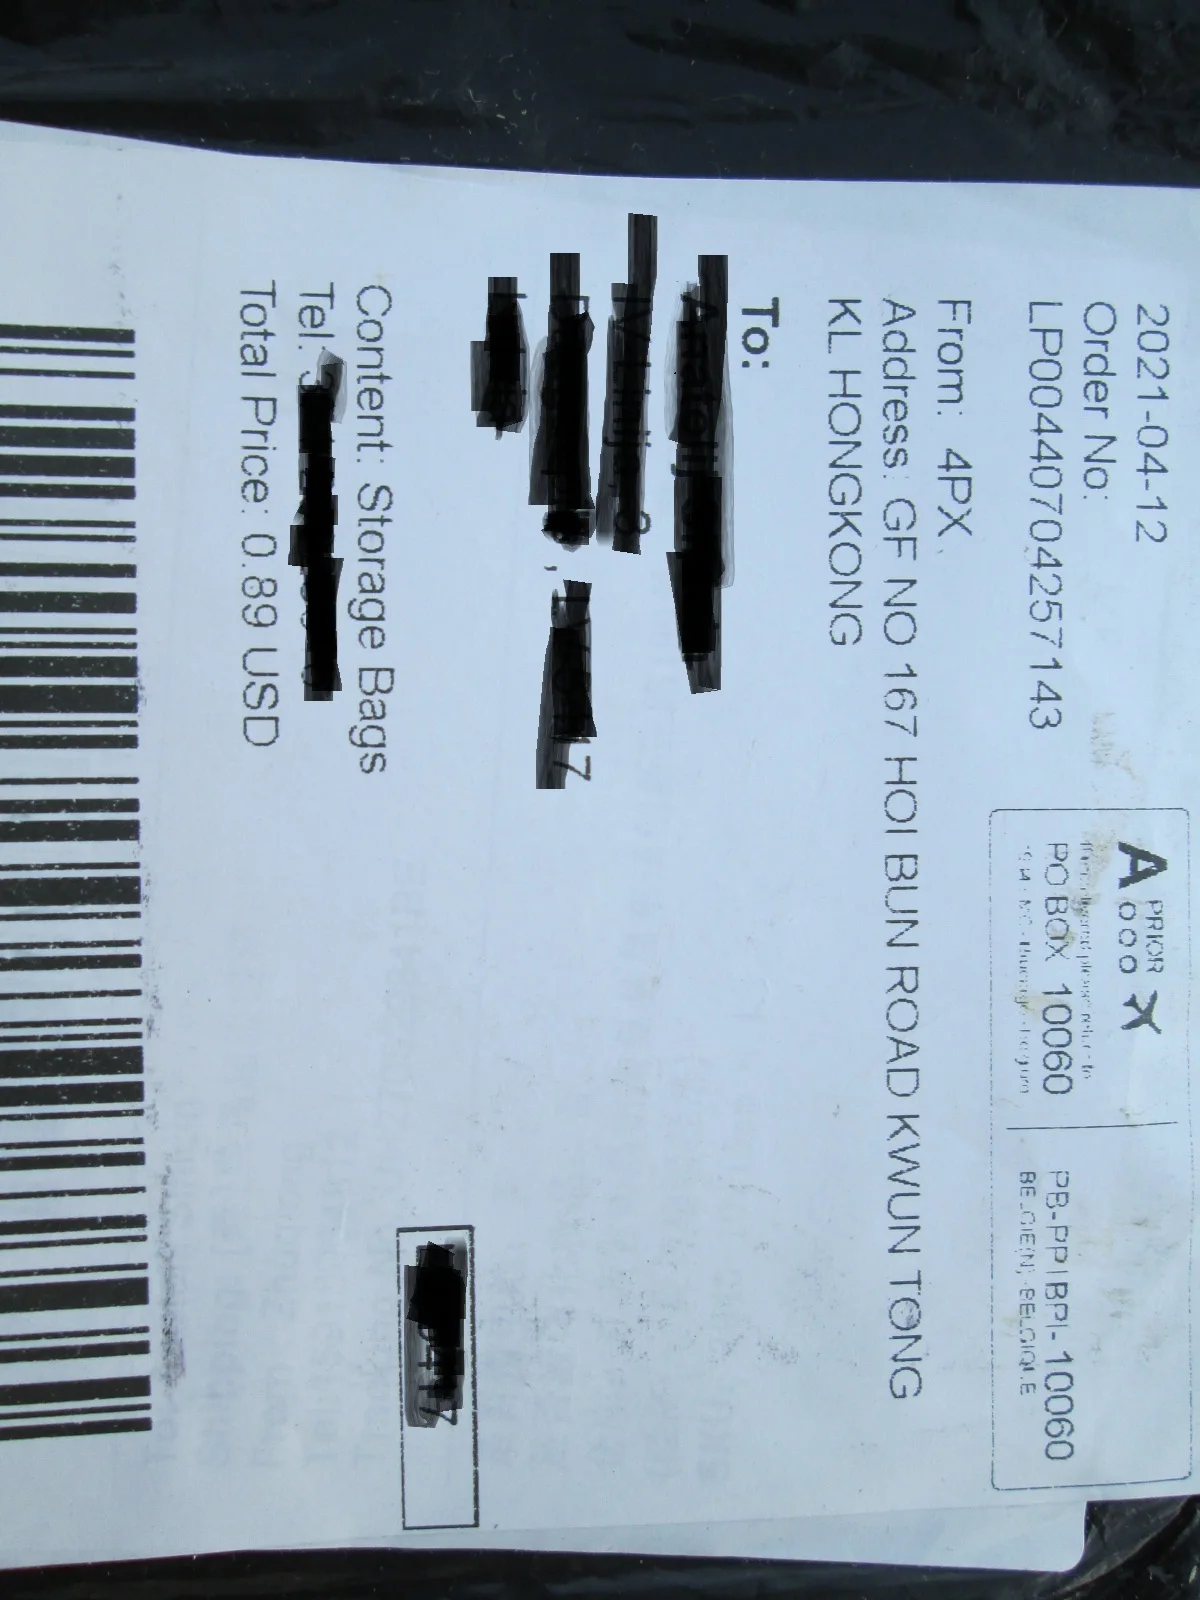 2021-04-12
Order No:
LP00440704257143
From: 4PX
Address: GF NO 167 HOI BUN ROAD KWUN TONG
KL HONGKONG
A PRIOR
PO BOX 10060
PB-PP | BPI-10060
BELGIE(N)-BELGIQUE
To:
Content: Storage Bags
Tel:
Total Price: 0.89 USD